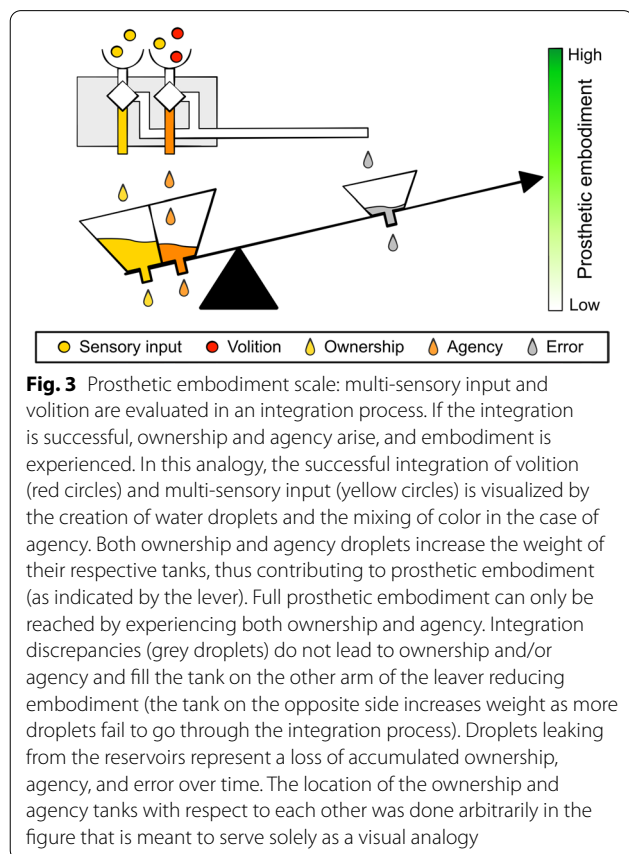 High
Prosthetic embodiment
Low
Sensory input Volition Ownership Agency Error
Fig. 3 Prosthetic embodiment scale: multi-sensory input and
volition are evaluated in an integration process. If the integration
is successful, ownership and agency arise, and embodiment is
experienced. In this analogy, the successful integration of volition
(red circles) and multi-sensory input (yellow circles) is visualized by
the creation of water droplets and the mixing of color in the case of
agency. Both ownership and agency droplets increase the weight of
their respective tanks, thus contributing to prosthetic embodiment
(as indicated by the lever). Full prosthetic embodiment can only be
reached by experiencing both ownership and agency. Integration
discrepancies (grey droplets) do not lead to ownership and/or
agency and fill the tank on the other arm of the leaver reducing
embodiment (the tank on the opposite side increases weight as more
droplets fail to go through the integration process). Droplets leaking
from the reservoirs represent a loss of accumulated ownership,
agency, and error over time. The location of the ownership and
agency tanks with respect to each other was done arbitrarily in the
figure that is meant to serve solely as a visual analogy